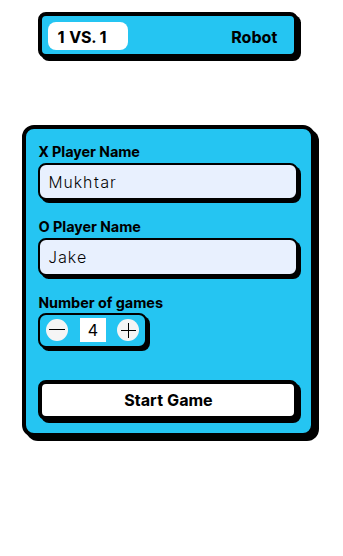 1 VS. 1 Robot
X Player Name
Mukhtar
O Player Name
Jake
Number of games
4
Start Game